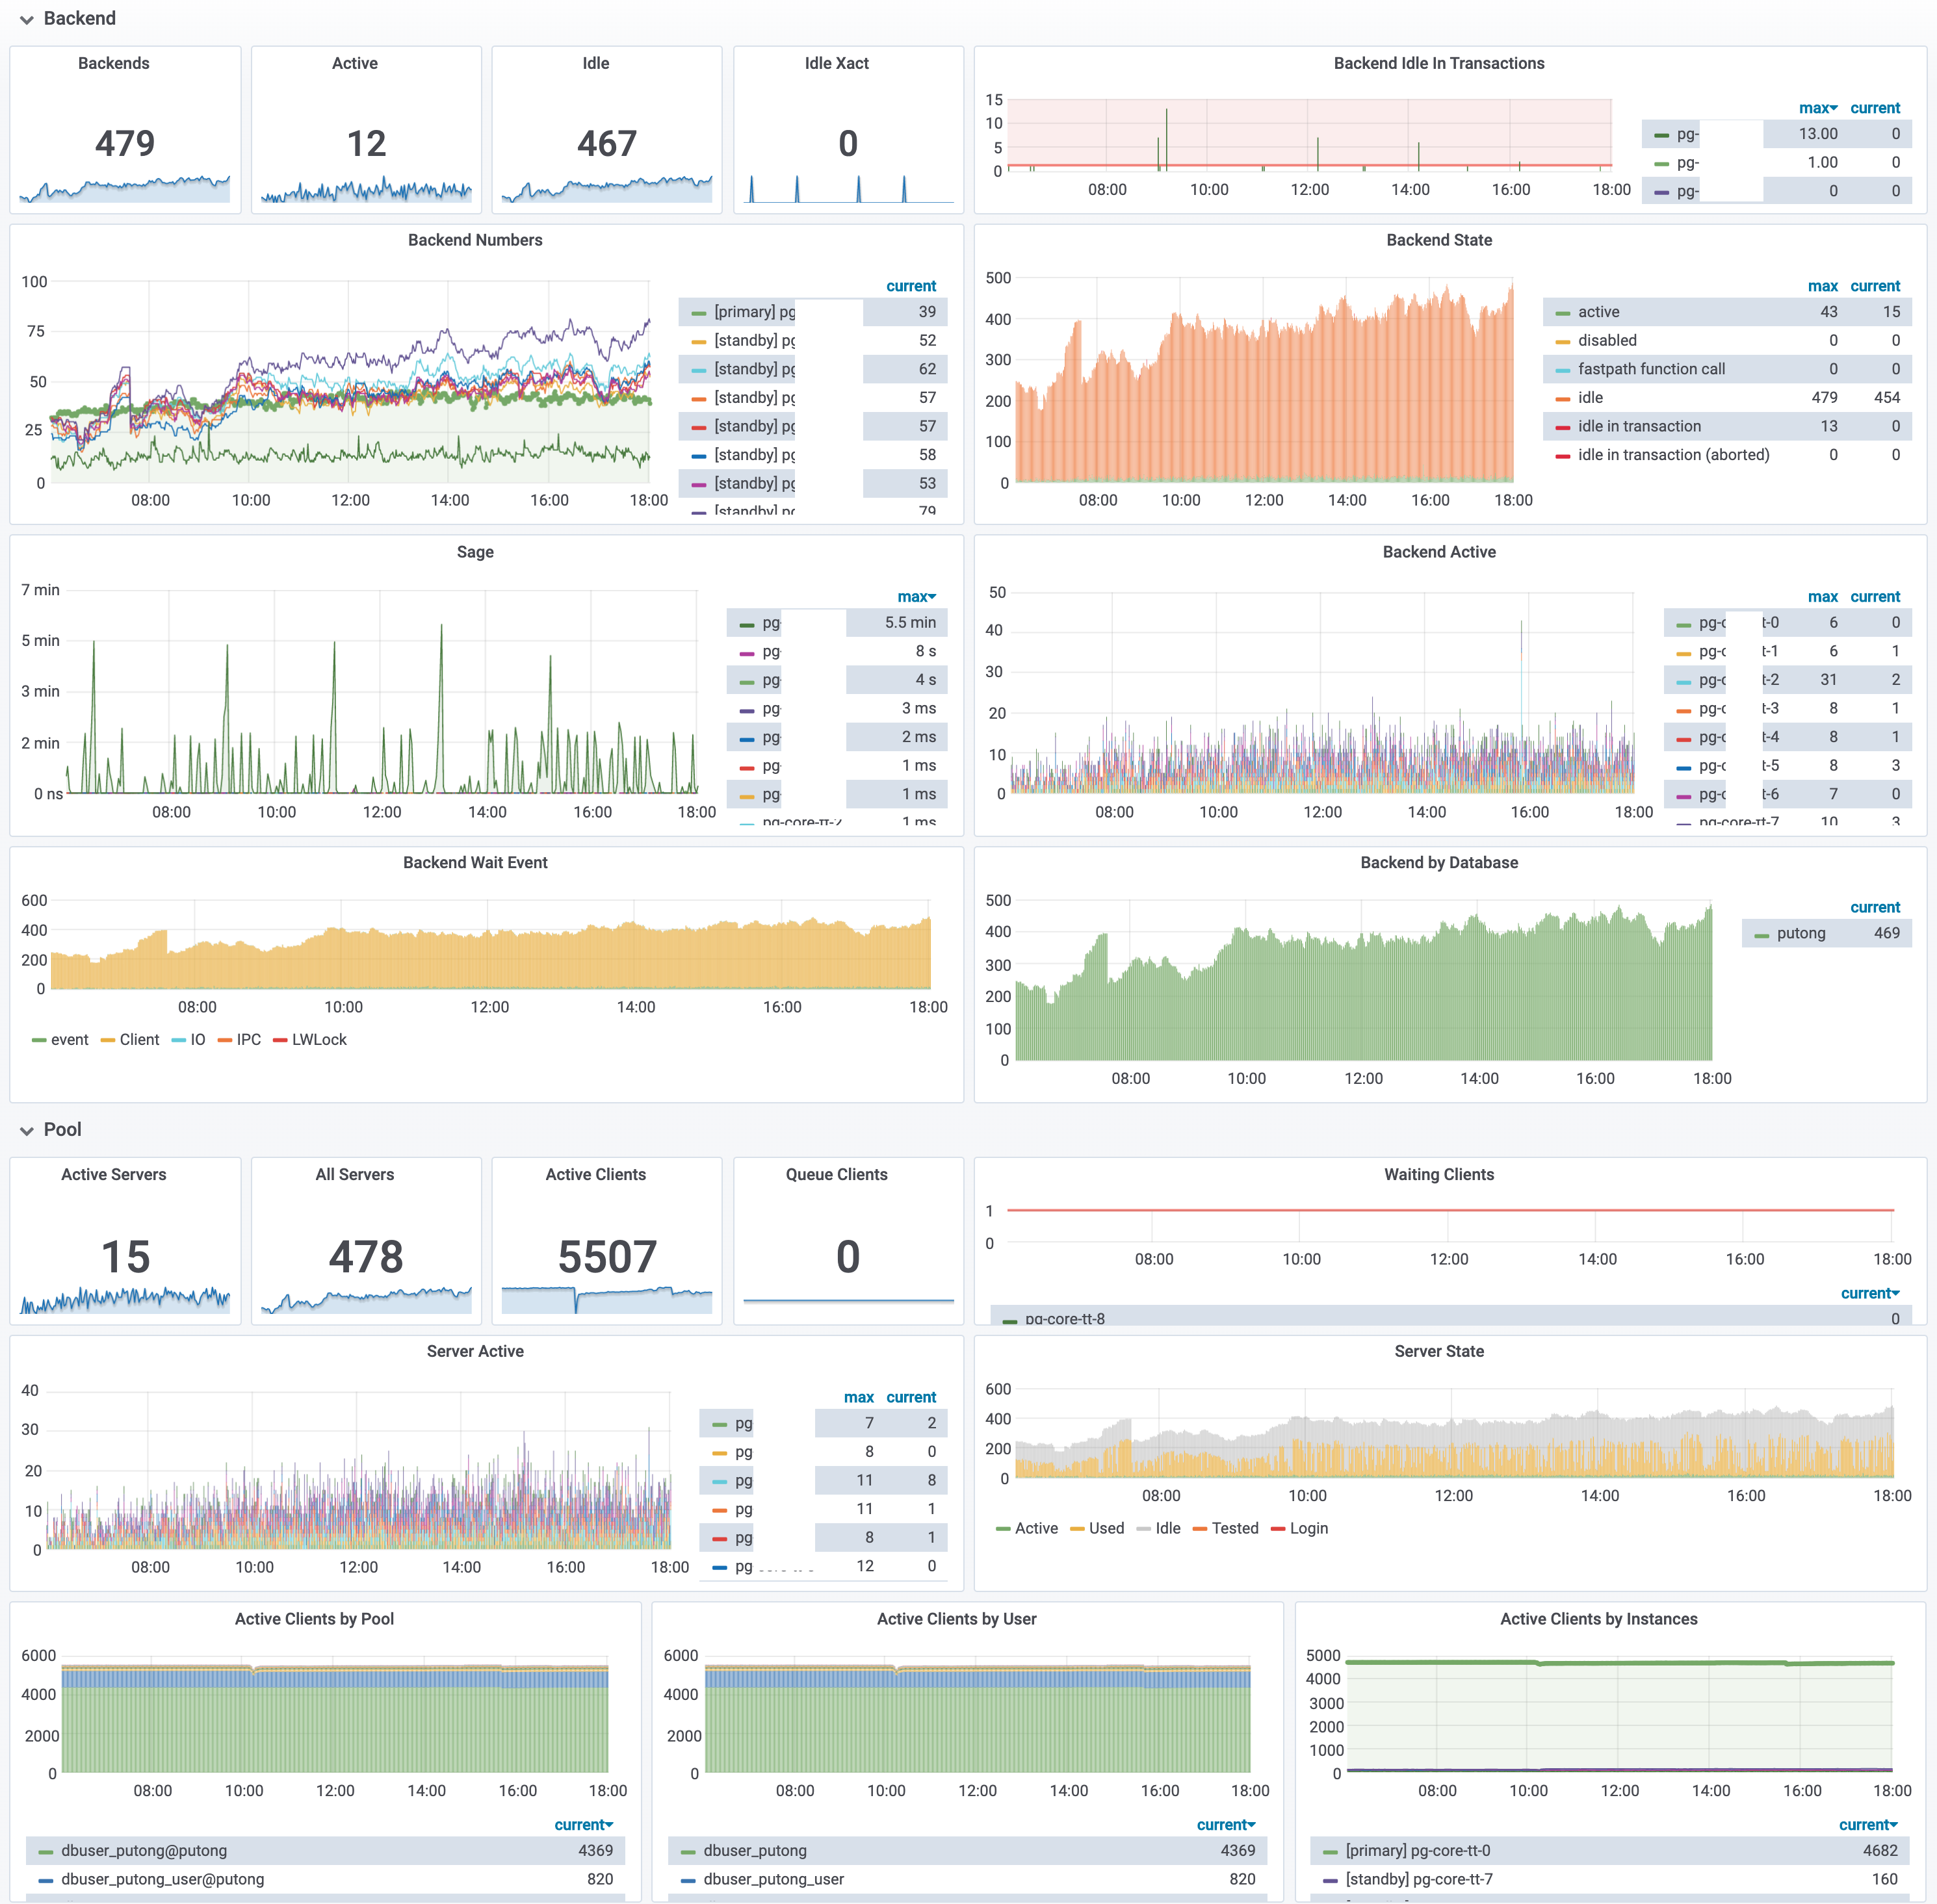 Backend
Backends
479
Active
12
Idle
467
Idle Xact
0
Backend Idle In Transactions
15
10
5
0
08:00 10:00 12:00 14:00 16:00 18:00
max current
pg- 13.00 0
pg- 1.00 0
pg- 0 0
Backend Numbers
100
75
50
25
0
08:00 10:00 12:00 14:00 16:00 18:00
current
[primary] pg 39
[standby] pg 52
[standby] pg 62
[standby] pg 57
[standby] pg 57
[standby] pg 58
[standby] pg 53
[standby] pg 79
Backend State
500
400
300
200
100
0
08:00 10:00 12:00 14:00 16:00 18:00
max current
active 43 15
disabled 0 0
fastpath function call 0 0
idle 479 454
idle in transaction 13 0
idle in transaction (aborted) 0 0
Sage
7 min
5 min
3 min
2 min
0 ns
08:00 10:00 12:00 14:00 16:00 18:00
max
pg- 5.5 min
pg- 8 s
pg- 4 s
pg- 3 ms
pg- 2 ms
pg- 1 ms
pg- 1 ms
pg-core-tt-2 1 ms
Backend Active
50
40
30
20
10
0
08:00 10:00 12:00 14:00 16:00 18:00
max current
pg-c t-0 6 0
pg-c t-1 6 1
pg-c t-2 31 2
pg-c t-3 8 1
pg-c t-4 8 1
pg-c t-5 8 3
pg-c t-6 7 0
pg-core-tt-7 10 3
Backend Wait Event
600
400
200
0
08:00 10:00 12:00 14:00 16:00 18:00
event Client IO IPC LWLock
Backend by Database
500
400
300
200
100
0
08:00 10:00 12:00 14:00 16:00 18:00
current
putong 469
Pool
Active Servers
15
All Servers
478
Active Clients
5507
Queue Clients
0
Waiting Clients
1
0
08:00 10:00 12:00 14:00 16:00 18:00
current
pg-core-tt-8 0
Server Active
40
30
20
10
0
08:00 10:00 12:00 14:00 16:00 18:00
max current
pg 7 2
pg 8 0
pg 11 8
pg 11 1
pg 8 1
pg 12 0
Server State
600
400
200
0
08:00 10:00 12:00 14:00 16:00 18:00
Active Used Idle Tested Login
Active Clients by Pool
6000
4000
2000
0
08:00 10:00 12:00 14:00 16:00 18:00
current
dbuser_putong@putong 4369
dbuser_putong_user@putong 820
Active Clients by User
6000
4000
2000
0
08:00 10:00 12:00 14:00 16:00 18:00
current
dbuser_putong 4369
dbuser_putong_user 820
Active Clients by Instances
5000
4000
3000
2000
1000
0
08:00 10:00 12:00 14:00 16:00 18:00
current
[primary] pg-core-tt-0 4682
[standby] pg-core-tt-7 160